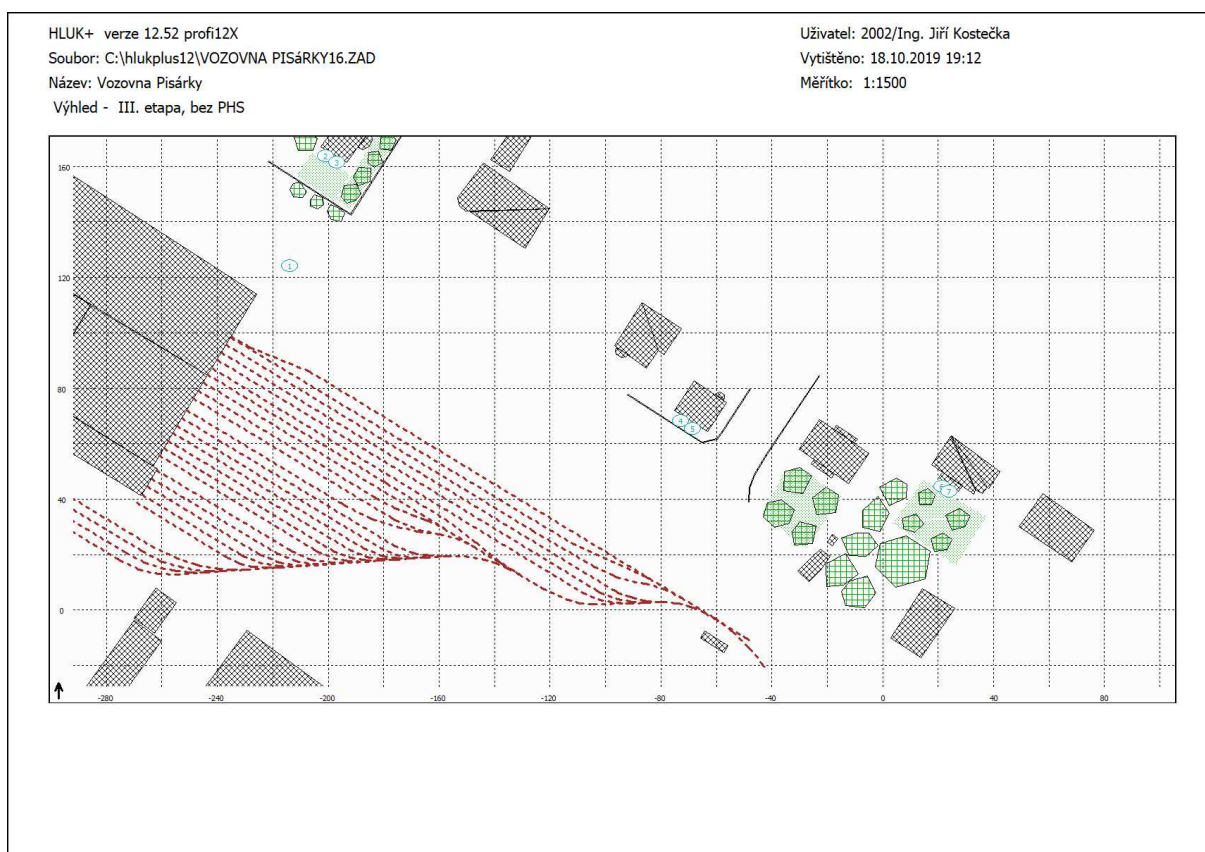 HLUK+ verze 12.52 profi12X
Uživatel: 2002/Ing. Jiří Kostečka
Soubor: C:\hlukplus12\VOZOVNA PISáRKY16.ZAD
Vytištěno: 18.10.2019 19:12
Název: Vozovna Pisárky
Měřítko: 1:1500
Výhled - III. etapa, bez PHS
160
2
3
120
1
80
4
5
40
6
7
0
-280 -240 -200 -160 -120 -80 -40 0 40 80